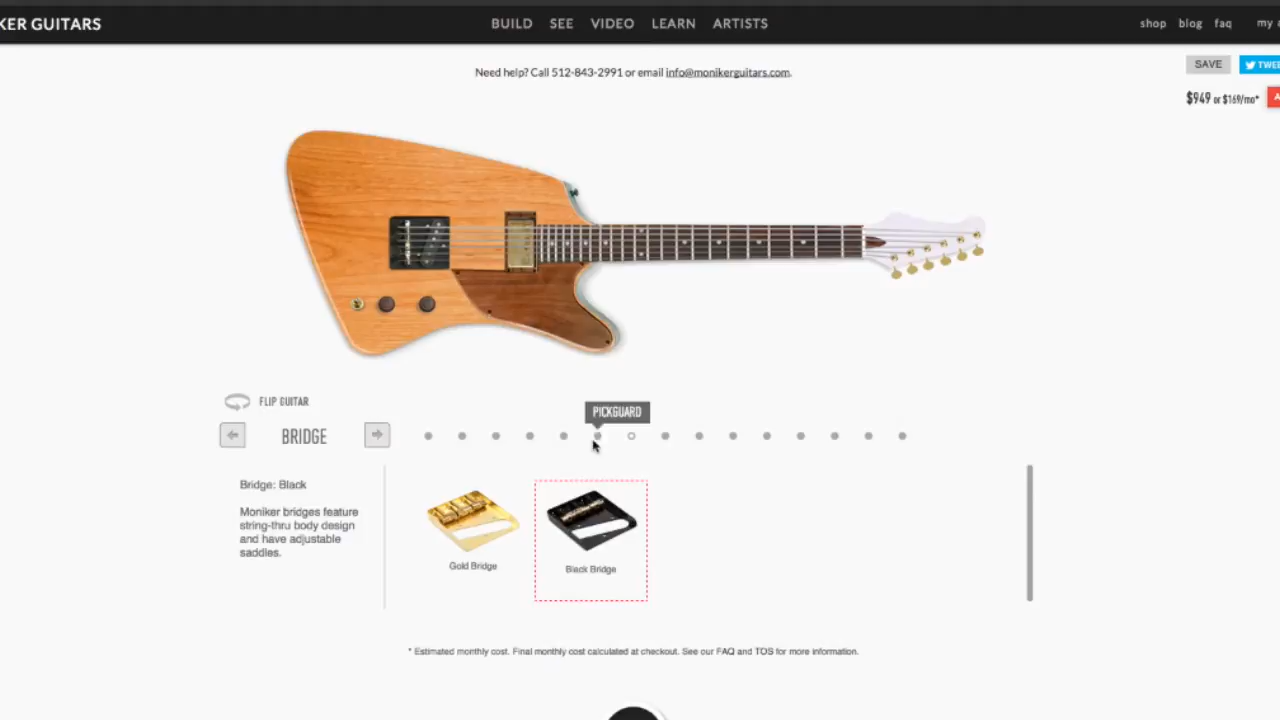 KER GUITARS
BUILD SEE VIDEO LEARN ARTISTS
shop blog faq my
Need help? Call 512-843-2991 or email info@monikerguitars.com.
SAVE
TWEE
$949 or $169/mo*
A
FLIP GUITAR
PICKGUARD
BRIDGE
Bridge: Black
Moniker bridges feature
string-thru body design
and have adjustable
saddles.
Gold Bridge
Black Bridge
* Estimated monthly cost. Final monthly cost calculated at checkout. See our FAQ and TOS for more information.